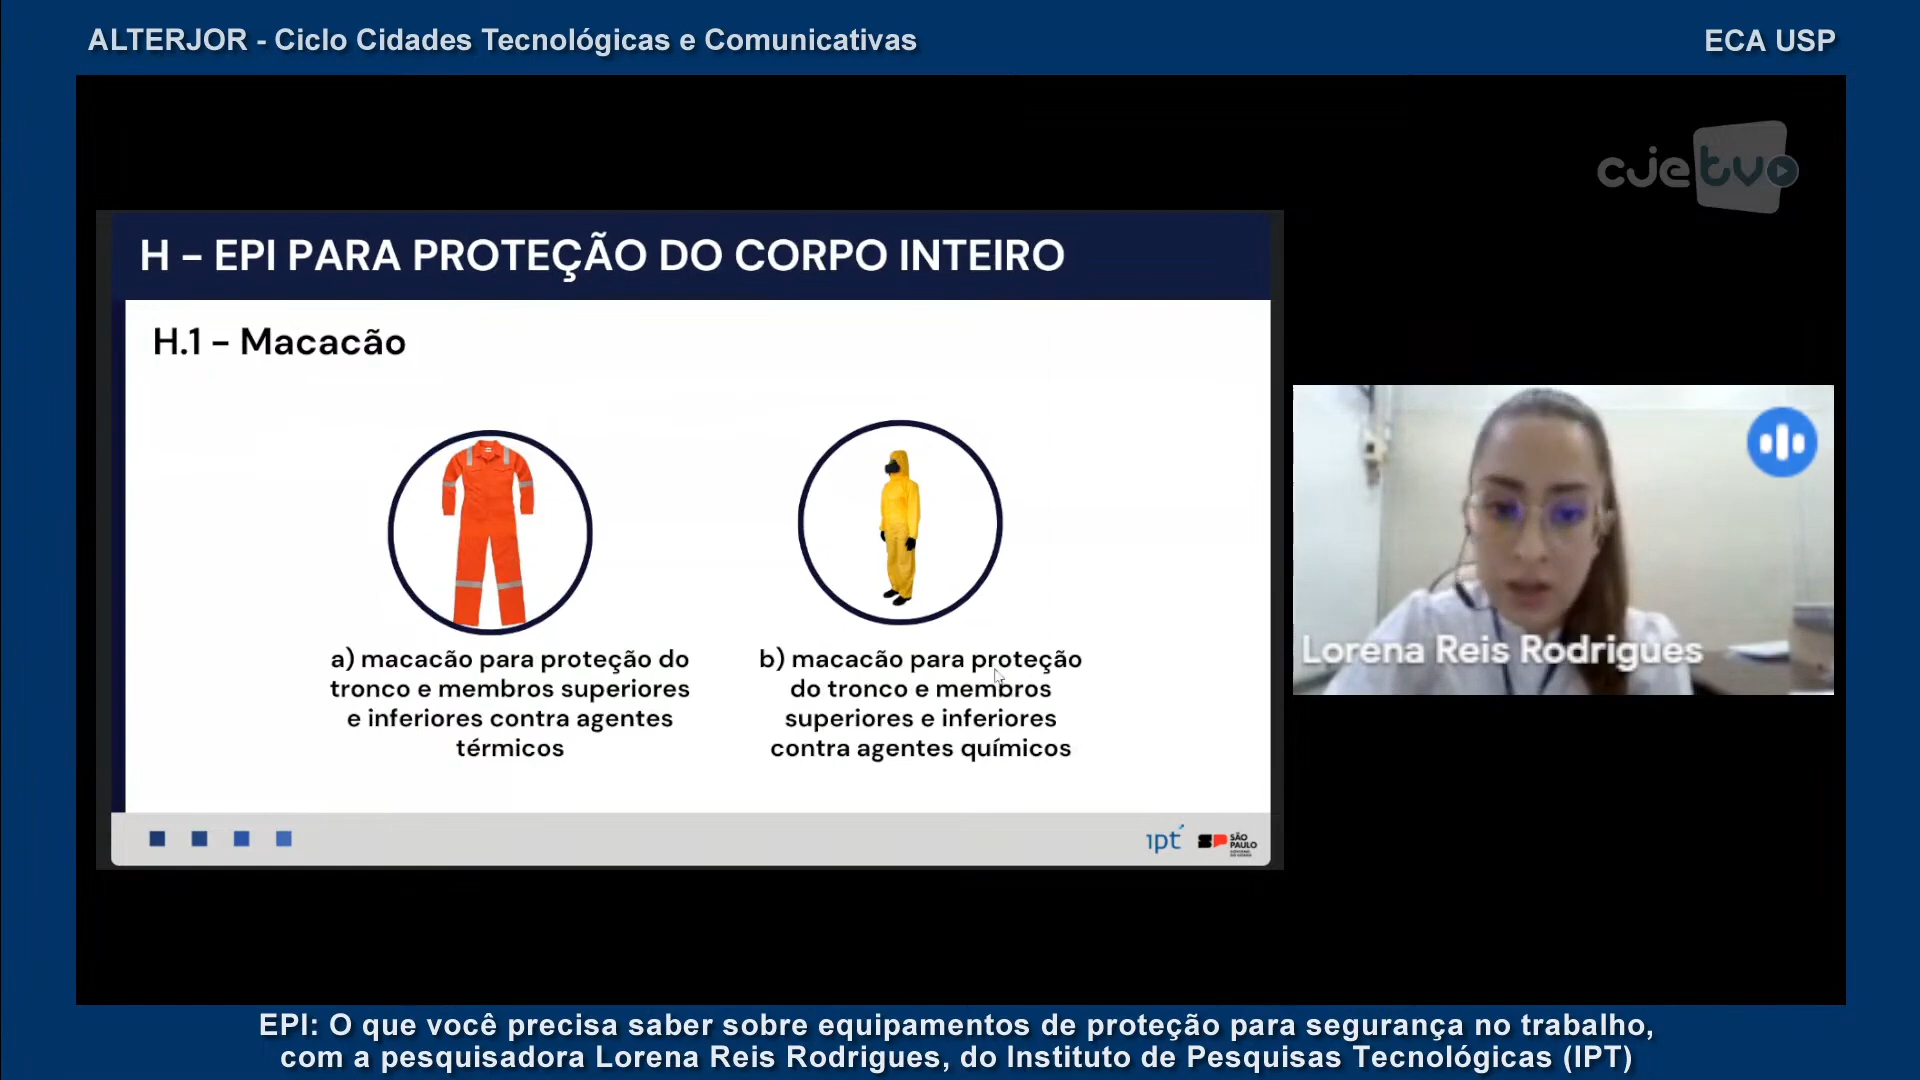 ALTERJOR - Ciclo Cidades Tecnológicas e Comunicativas
ECA USP
cjetv
H – EPI PARA PROTEÇÃO DO CORPO INTEIRO
H.1 – Macacão
a) macacão para proteção do
tronco e membros superiores
e inferiores contra agentes
térmicos
b) macacão para proteção
do tronco e membros
superiores e inferiores
contra agentes químicos
Lorena Reis Rodrigues
ipt
SP
SÃO
PAULO
EPI: O que você precisa saber sobre equipamentos de proteção para segurança no trabalho,
com a pesquisadora Lorena Reis Rodrigues, do Instituto de Pesquisas Tecnológicas (IPT)